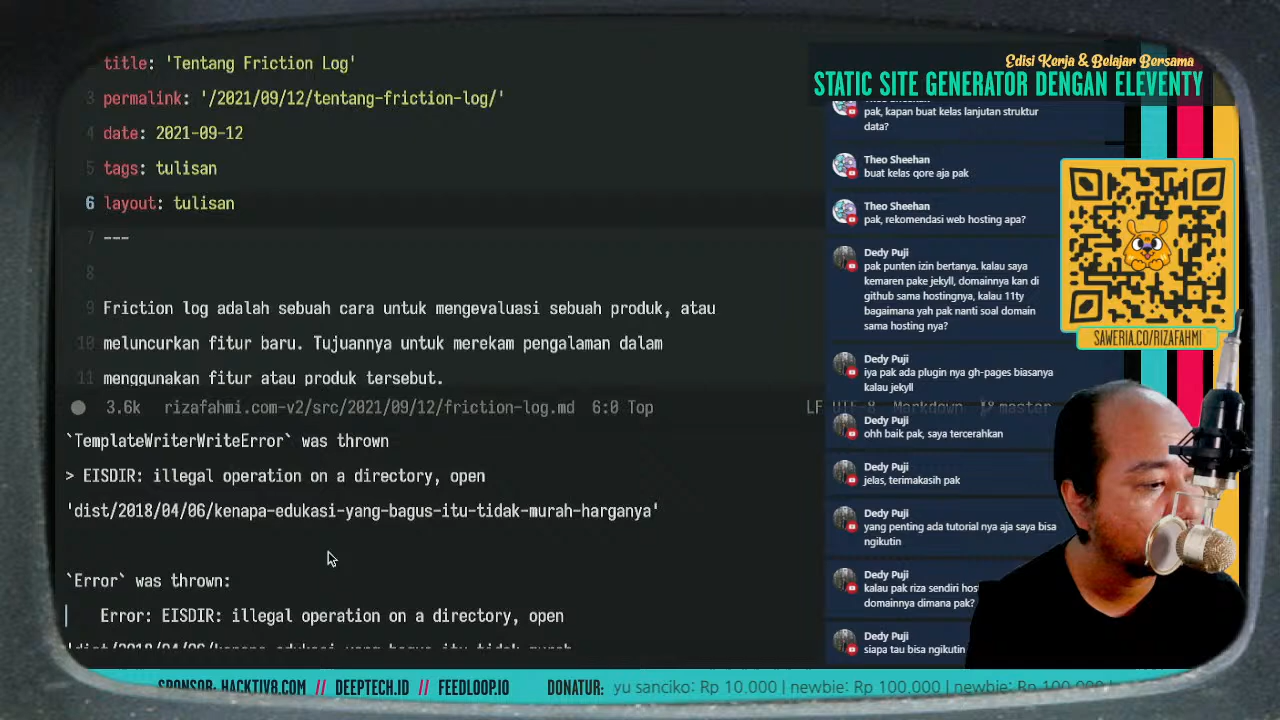 title: 'Tentang Friction Log'
3 permalink: '/2021/09/12/tentang-friction-log/'
4 date: 2021-09-12
5 tags: tulisan
6 layout: tulisan
7 ---
8
9 Friction log adalah sebuah cara untuk mengevaluasi sebuah produk, atau
10 meluncurkan fitur baru. Tujuannya untuk merekam pengalaman dalam
11 menggunakan fitur atau produk tersebut.
3.6k rizafahmi.com-v2/src/2021/09/12/friction-log.md 6:0 Top LF UTF-8 Markdown master
`TemplateWriterWriteError` was thrown
> EISDIR: illegal operation on a directory, open
'dist/2018/04/06/kenapa-edukasi-yang-bagus-itu-tidak-murah-harganya'
`Error` was thrown:
Error: EISDIR: illegal operation on a directory, open
Edisi Kerja & Belajar Bersama
STATIC SITE GENERATOR DENGAN ELEVENTY
Theo Sheehan
pak, kapan buat kelas lanjutan struktur
data?
Theo Sheehan
buat kelas qore aja pak
Theo Sheehan
pak, rekomendasi web hosting apa?
Dedy Puji
pak punten izin bertanya. kalau saya
kemaren pake jekyll, domainnya kan di
github sama hostingnya, kalau 11ty
bagaimana yah pak nanti soal domain
sama hosting nya?
Dedy Puji
iya pak ada plugin nya gh-pages biasanya
kalau jekyll
Dedy Puji
ohh baik pak, saya tercerahkan
Dedy Puji
jelas, terimakasih pak
Dedy Puji
yang penting ada tutorial nya aja saya bisa
ngikutin
Dedy Puji
kalau pak riza sendiri
domainnya dimana pak?
Dedy Puji
siapa tau bisa ngikutin
SAWERIA.CO/RIZAFAHMI
SPONSOR: HACKTIV8.COM // DEEPTECH.ID // FEEDLOOP.IO
DONATUR: yu sanciko: Rp 10.000 | newbie: Rp 100,000 | newbie: Rp 100,000 |